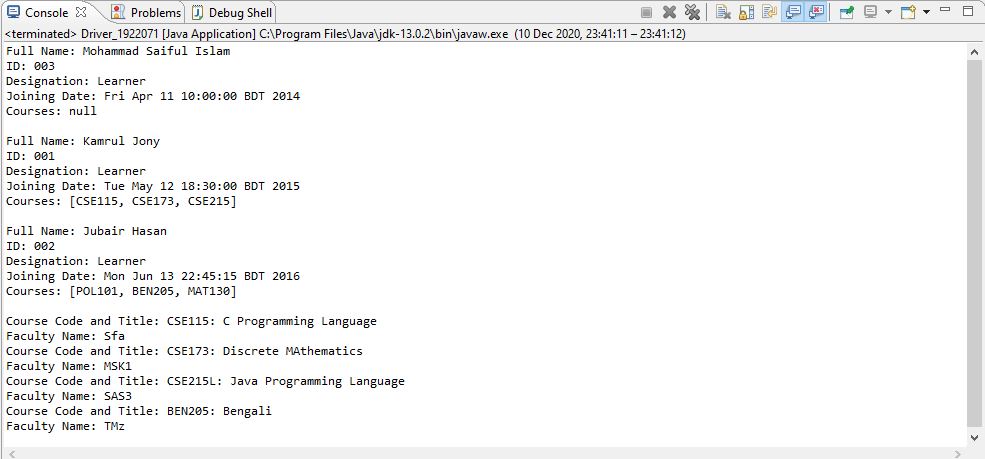 Console Problems Debug Shell
<terminated> Driver_1922071 [Java Application] C:\Program Files\Java\jdk-13.0.2\bin\javaw.exe (10 Dec 2020, 23:41:11 – 23:41:12)
Full Name: Mohammad Saiful Islam
ID: 003
Designation: Learner
Joining Date: Fri Apr 11 10:00:00 BDT 2014
Courses: null
Full Name: Kamrul Jony
ID: 001
Designation: Learner
Joining Date: Tue May 12 18:30:00 BDT 2015
Courses: [CSE115, CSE173, CSE215]
Full Name: Jubair Hasan
ID: 002
Designation: Learner
Joining Date: Mon Jun 13 22:45:15 BDT 2016
Courses: [POL101, BEN205, MAT130]
Course Code and Title: CSE115: C Programming Language
Faculty Name: Sfa
Course Code and Title: CSE173: Discrete MAthematics
Faculty Name: MSK1
Course Code and Title: CSE215L: Java Programming Language
Faculty Name: SAS3
Course Code and Title: BEN205: Bengali
Faculty Name: TMz